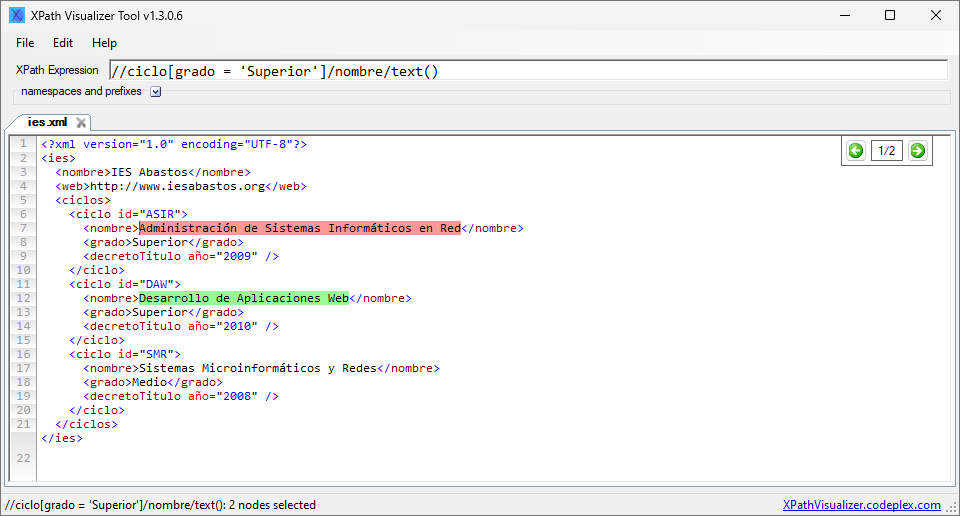 XPath Visualizer Tool v1.3.0.6
File Edit Help
XPath Expression //ciclo[grado = 'Superior']/nombre/text()
namespaces and prefixes
ies.xml
1/2
1 <?xml version="1.0" encoding="UTF-8"?>
2 <ies>
3 <nombre>IES Abastos</nombre>
4 <web>http://www.iesabastos.org</web>
5 <ciclos>
6 <ciclo id="ASIR">
7 <nombre>Administración de Sistemas Informáticos en Red</nombre>
8 <grado>Superior</grado>
9 <decretoTitulo año="2009" />
10 </ciclo>
11 <ciclo id="DAW">
12 <nombre>Desarrollo de Aplicaciones Web</nombre>
13 <grado>Superior</grado>
14 <decretoTitulo año="2010" />
15 </ciclo>
16 <ciclo id="SMR">
17 <nombre>Sistemas Microinformáticos y Redes</nombre>
18 <grado>Medio</grado>
19 <decretoTitulo año="2008" />
20 </ciclo>
21 </ciclos>
</ies>
22
//ciclo[grado = 'Superior']/nombre/text(): 2 nodes selected
XPathVisualizer.codeplex.com